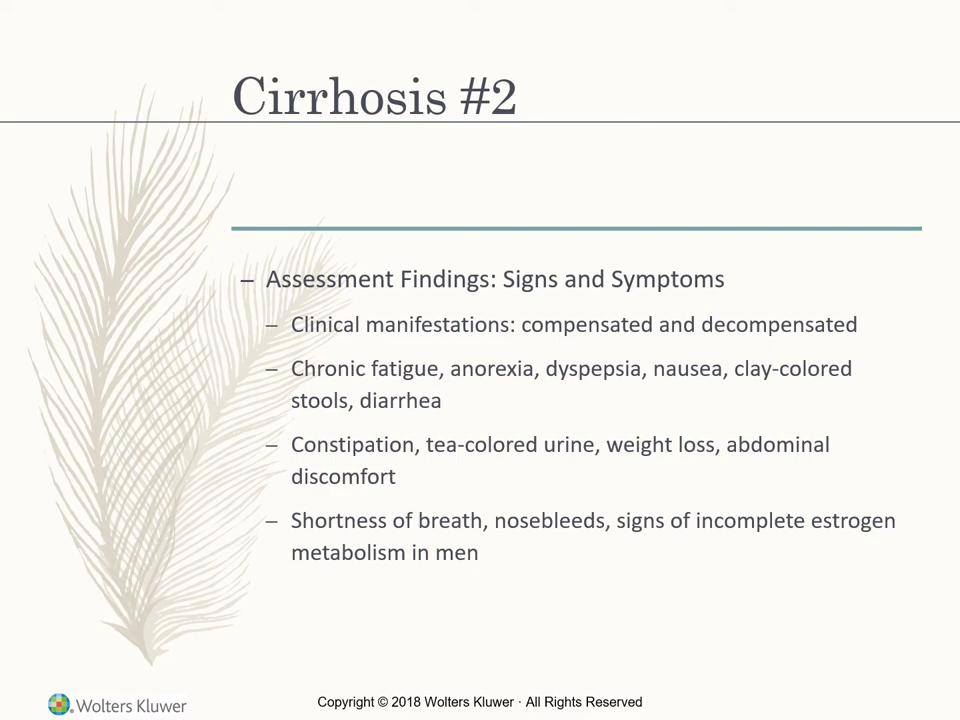 Cirrhosis #2
– Assessment Findings: Signs and Symptoms
– Clinical manifestations: compensated and decompensated
– Chronic fatigue, anorexia, dyspepsia, nausea, clay-colored
stools, diarrhea
– Constipation, tea-colored urine, weight loss, abdominal
discomfort
– Shortness of breath, nosebleeds, signs of incomplete estrogen
metabolism in men
Wolters Kluwer
Copyright © 2018 Wolters Kluwer · All Rights Reserved